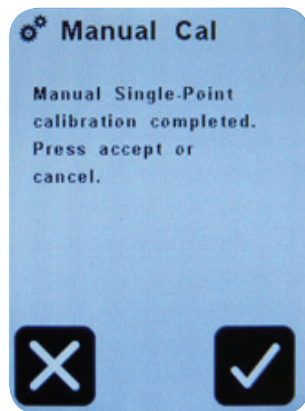 Manual Cal
Manual Single-Point
calibration completed.
Press accept or
cancel.